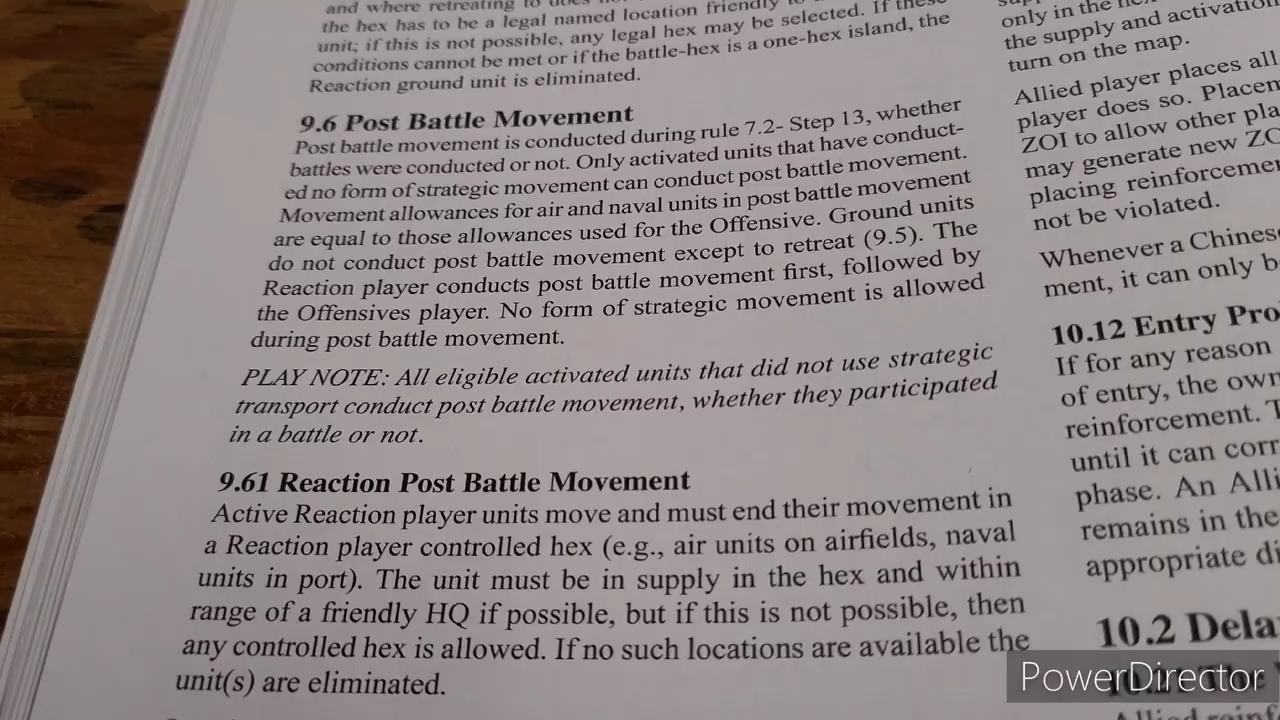 and where retreating to does
the hex has to be a legal named location friendly to
unit; if this is not possible, any legal hex may be selected. If these
conditions cannot be met or if the battle-hex is a one-hex island, the
Reaction ground unit is eliminated.
9.6 Post Battle Movement
Post battle movement is conducted during rule 7.2- Step 13, whether
battles were conducted or not. Only activated units that have conduct-
ed no form of strategic movement can conduct post battle movement.
Movement allowances for air and naval units in post battle movement
are equal to those allowances used for the Offensive. Ground units
do not conduct post battle movement except to retreat (9.5). The
Reaction player conducts post battle movement first, followed by
the Offensives player. No form of strategic movement is allowed
during post battle movement.
PLAY NOTE: All eligible activated units that did not use strategic
transport conduct post battle movement, whether they participated
in a battle or not.
9.61 Reaction Post Battle Movement
Active Reaction player units move and must end their movement in
a Reaction player controlled hex (e.g., air units on airfields, naval
units in port). The unit must be in supply in the hex and within
range of a friendly HQ if possible, but if this is not possible, then
any controlled hex is allowed. If no such locations are available the
unit(s) are eliminated.
only in the
the supply and activation
turn on the map.
Allied player places all
player does so.
ZOI to allow other
may generate new
placing
not be violated.
Whenever a
ment, it can only
10.12 Entry
If for any reason
of entry, the
reinforcement.
until it can
phase. An
remains in the
appropriate
10.2
PowerDirector